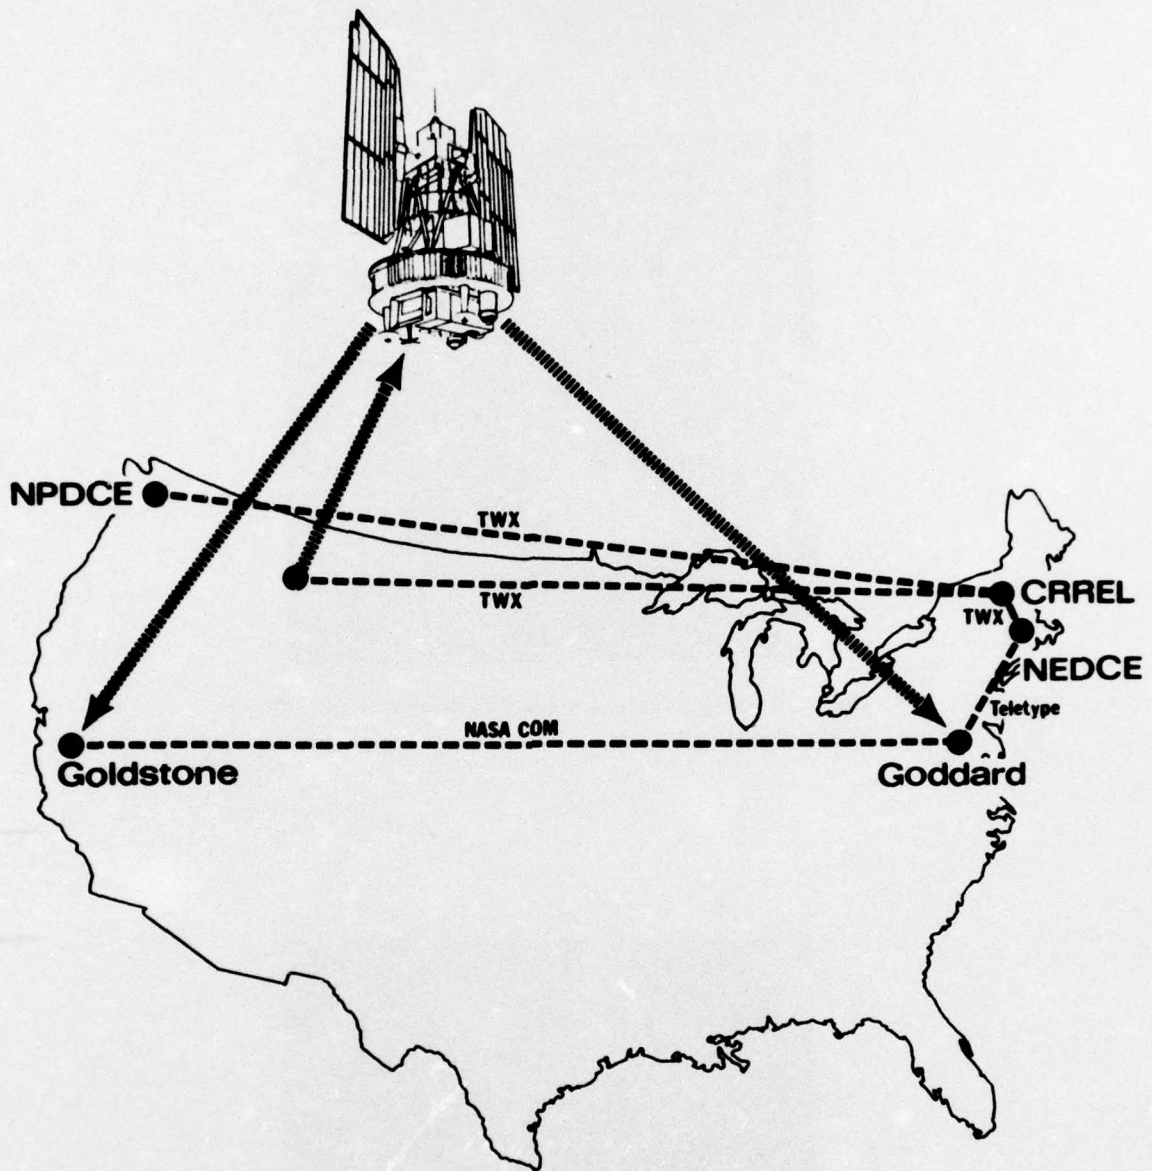 NPDCE
TWX
TWX
CRREL
TWX
NEDCE
Teletype
NASA COM
Goldstone
Goddard